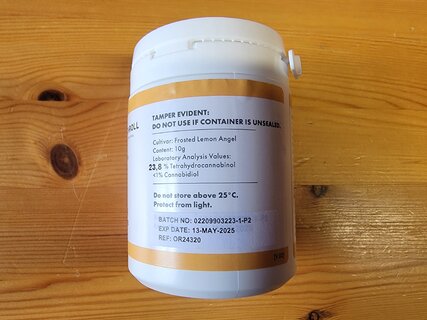 ROLL
TAMPER EVIDENT:
DO NOT USE IF CONTAINER IS UNSEALED.
Cultivar: Frosted Lemon Angel
Content: 10g
Laboratory Analysis Values:
23,8 % Tetrahydrocannabinol
<1% Cannabidiol
Do not store above 25°C.
Protect from light.
BATCH NO: 02209903223-1-P2
EXP DATE: 13-MAY-2025
REF: OR24320